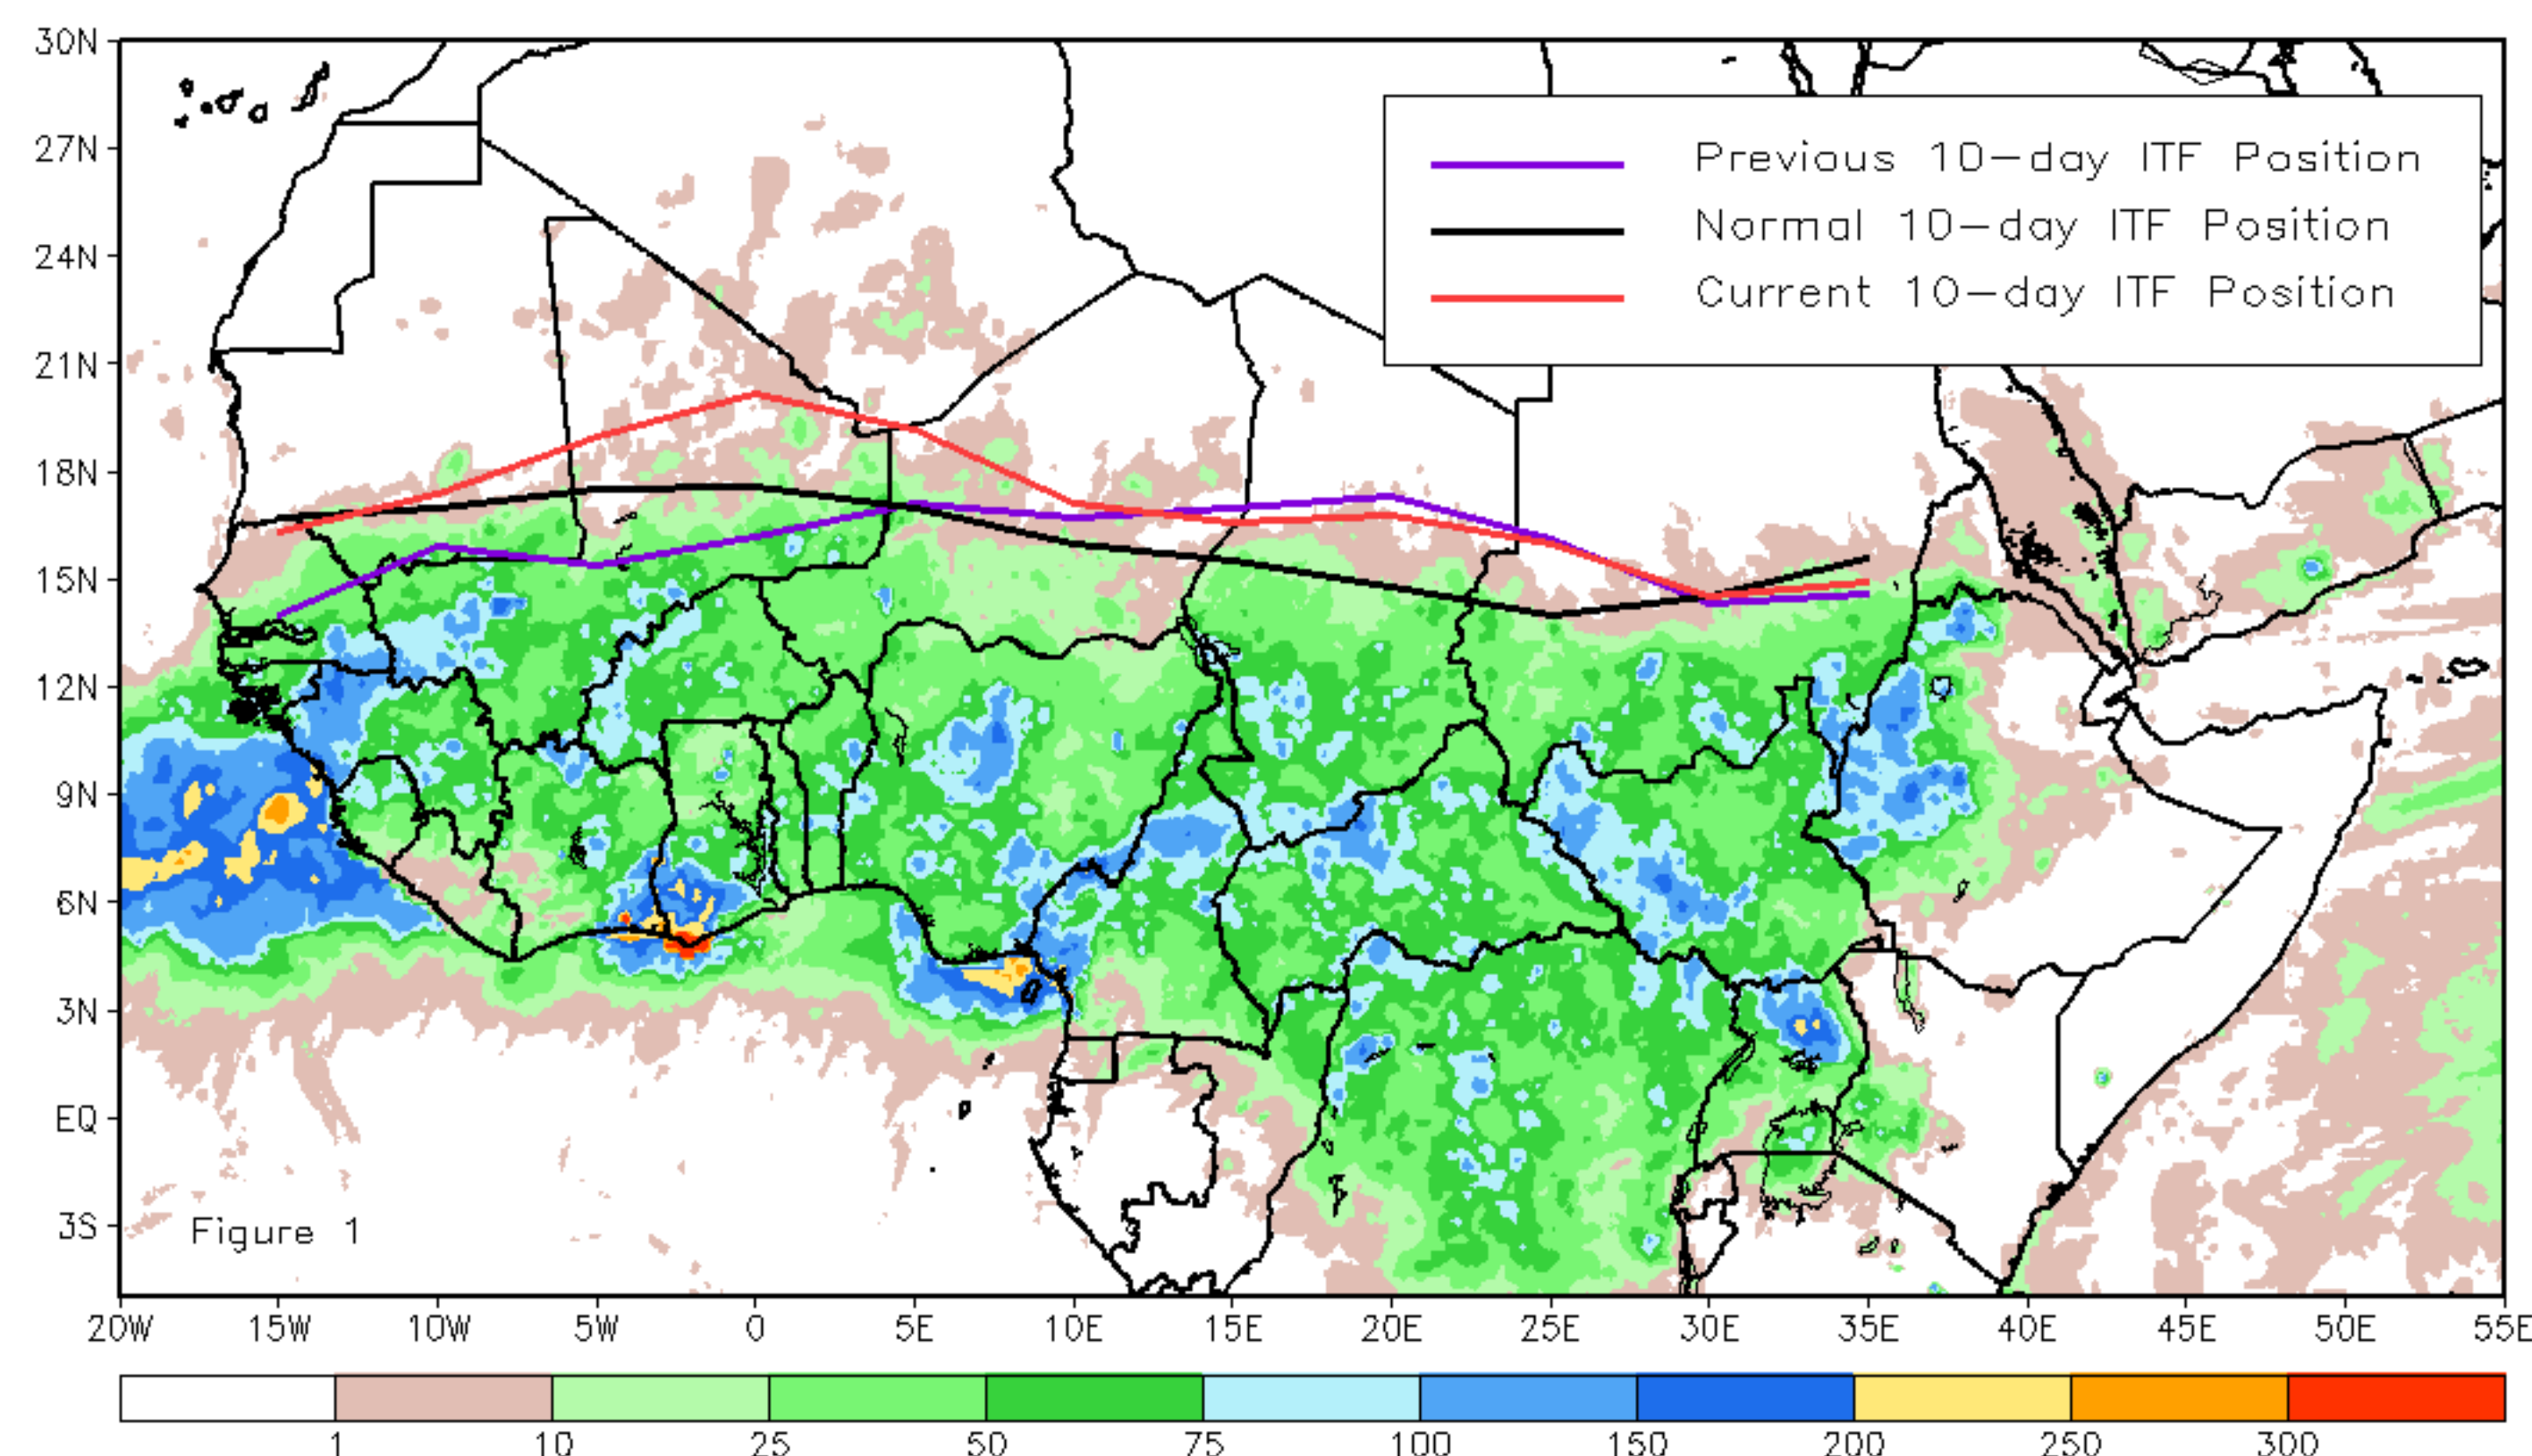 30N
27N
24N
21N
18N
15N
12N
9N
6N
3N
EQ
3S
Previous 10-day ITF Position
Normal 10-day ITF Position
Current 10-day ITF Position
Figure 1
20W 15W 10W 5W 0 5E 10E 15E 20E 25E 30E 35E 40E 45E 50E 55E
1 10 25 50 75 100 150 200 250 300